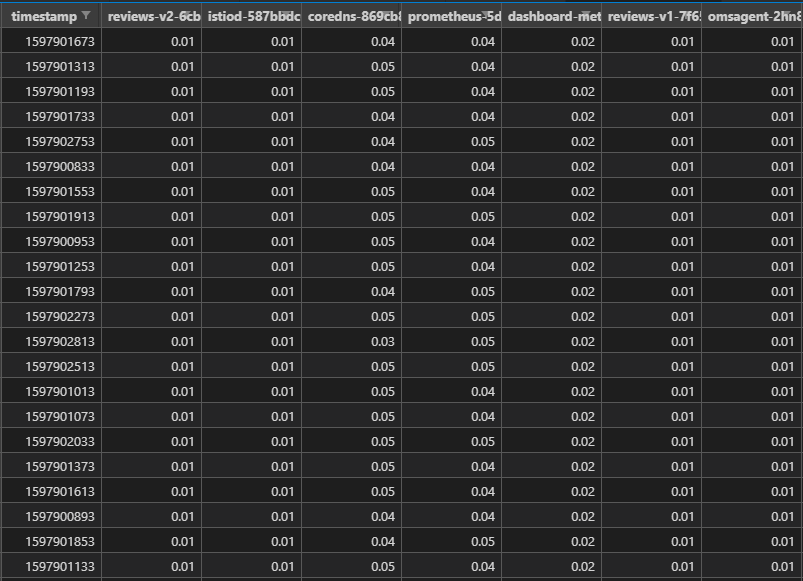 timestamp reviews-v2-6cb istiod-587bbdc coredns-869cb8 prometheus-5d dashboard-met reviews-v1-7f65 omsagent-2hn8
1597901673 0.01 0.01 0.04 0.04 0.02 0.01 0.01
1597901313 0.01 0.01 0.05 0.04 0.02 0.01 0.01
1597901193 0.01 0.01 0.05 0.04 0.02 0.01 0.01
1597901733 0.01 0.01 0.04 0.04 0.02 0.01 0.01
1597902753 0.01 0.01 0.04 0.05 0.02 0.01 0.01
1597900833 0.01 0.01 0.04 0.04 0.02 0.01 0.01
1597901553 0.01 0.01 0.05 0.04 0.02 0.01 0.01
1597901913 0.01 0.01 0.05 0.05 0.02 0.01 0.01
1597900953 0.01 0.01 0.05 0.04 0.02 0.01 0.01
1597901253 0.01 0.01 0.05 0.04 0.02 0.01 0.01
1597901793 0.01 0.01 0.04 0.05 0.02 0.01 0.01
1597902273 0.01 0.01 0.05 0.05 0.02 0.01 0.01
1597902813 0.01 0.01 0.03 0.05 0.02 0.01 0.01
1597902513 0.01 0.01 0.05 0.05 0.02 0.01 0.01
1597901013 0.01 0.01 0.05 0.04 0.02 0.01 0.01
1597901073 0.01 0.01 0.05 0.04 0.02 0.01 0.01
1597902033 0.01 0.01 0.05 0.05 0.02 0.01 0.01
1597901373 0.01 0.01 0.05 0.04 0.02 0.01 0.01
1597901613 0.01 0.01 0.05 0.04 0.02 0.01 0.01
1597900893 0.01 0.01 0.04 0.04 0.02 0.01 0.01
1597901853 0.01 0.01 0.04 0.05 0.02 0.01 0.01
1597901133 0.01 0.01 0.05 0.04 0.02 0.01 0.01